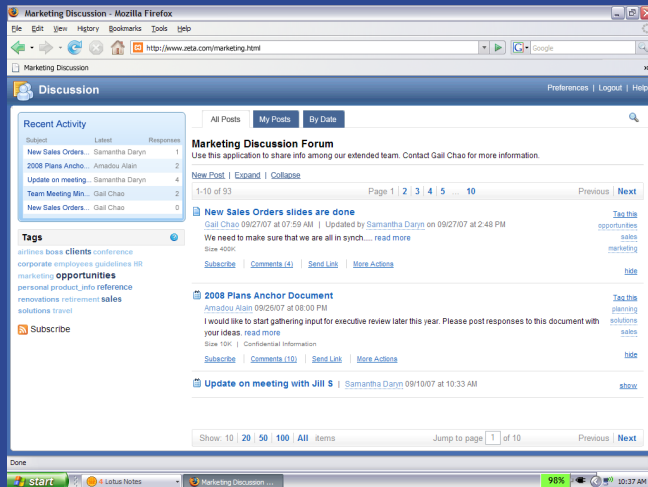 Marketing Discussion - Mozilla Firefox
File Edit View History Bookmarks Tools Help
http://www.zeta.com/marketing.html
Google
Marketing Discussion
Discussion
Preferences | Logout | Help
Recent Activity
Subject Latest Responses
New Sales Orders... Samantha Daryn 1
2008 Plans Ancho... Amadou Alain 2
Update on meeting... Samantha Daryn 4
Team Meeting Min... Gail Chao 2
New Sales Orders... Gail Chao 0
Tags
airlines boss clients conference
corporate employees guidelines HR
marketing opportunities
personal product_info reference
renovations retirement sales
solutions travel
Subscribe
All Posts My Posts By Date
Marketing Discussion Forum
Use this application to share info among our extended team. Contact Gail Chao for more information.
New Post | Expand | Collapse
1-10 of 93 Page 1 | 2 | 3 | 4 | 5 ... 10 Previous | Next
New Sales Orders slides are done
Gail Chao 09/27/07 at 07:59 AM | Updated by Samantha Daryn on 09/27/07 at 2:48 PM
We need to make sure that we are all in synch.... read more
Size 400K
Subscribe | Comments (4) | Send Link | More Actions
Tag this
opportunities
sales
marketing
hide
2008 Plans Anchor Document
Amadou Alain 09/26/07 at 08:00 PM
I would like to start gathering input for executive review later this year. Please post responses to this document with
your ideas. read more
Size 10K | Confidential Information
Subscribe | Comments (10) | Send Link | More Actions
Tag this
planning
solutions
sales
hide
Update on meeting with Jill S | Samantha Daryn 09/10/07 at 10:33 AM
show
Show: 10 | 20 | 50 | 100 | All items Jump to page 1 of 10 Previous | Next
Done
start 4 Lotus Notes Marketing Discussion ... 98% 10:37 AM